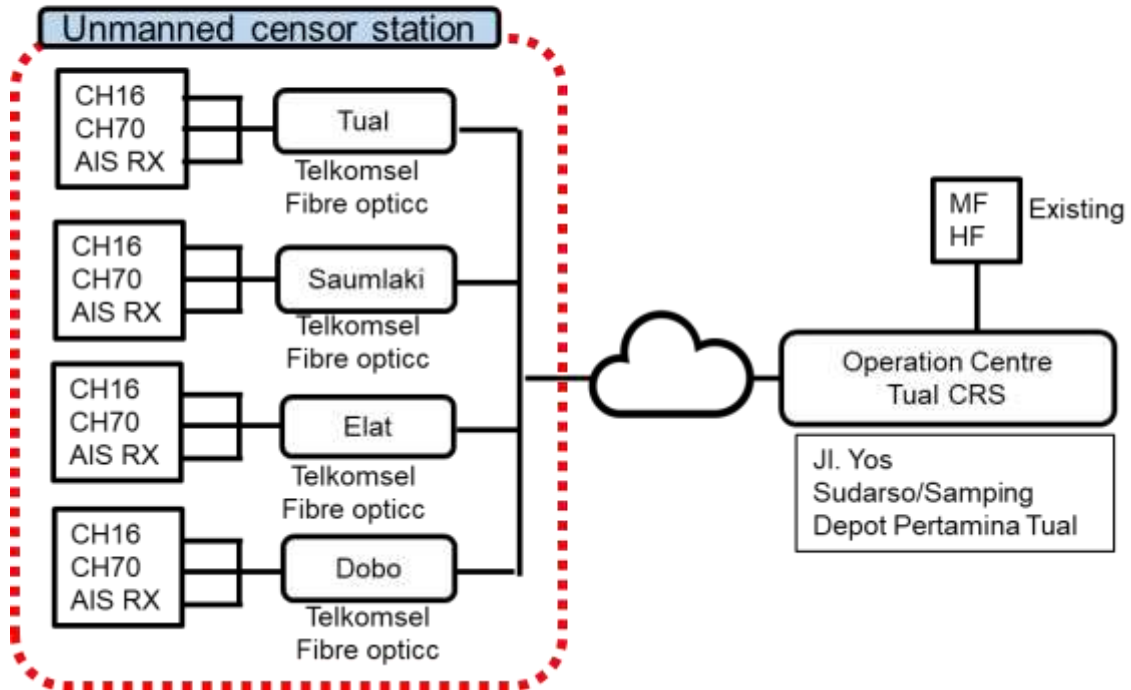 Unmanned censor station
CH16
CH70
AIS RX
Tual
Telkomsel
Fibre opticc
CH16
CH70
AIS RX
Saumlaki
Telkomsel
Fibre opticc
CH16
CH70
AIS RX
Elat
Telkomsel
Fibre opticc
CH16
CH70
AIS RX
Dobo
Telkomsel
Fibre opticc
MF
HF
Existing
Operation Centre
Tual CRS
Jl. Yos
Sudarso/Samping
Depot Pertamina Tual